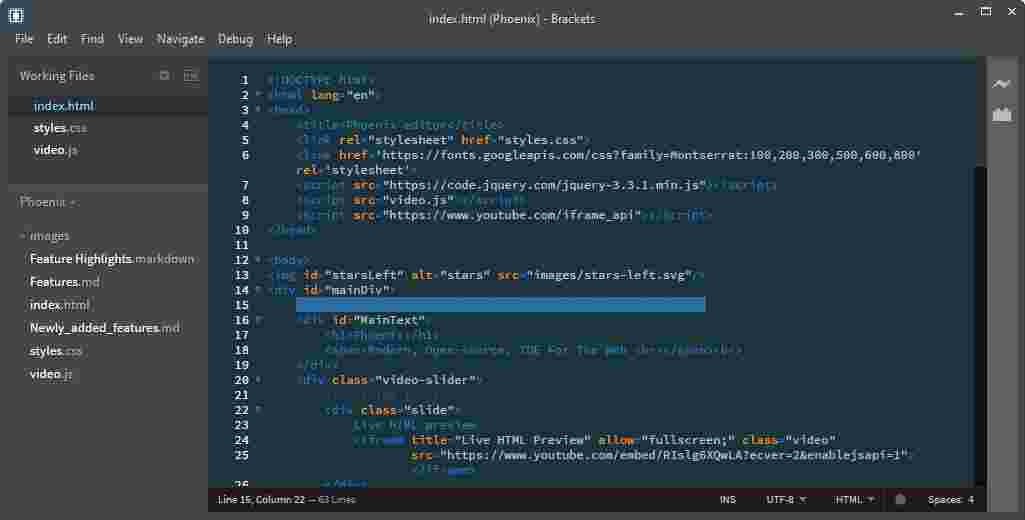 index.html (Phoenix) - Brackets
File Edit Find View Navigate Debug Help
Working Files
index.html
styles.css
video.js
Phoenix
images
Feature Highlights.markdown
Features.md
index.html
Newly_added_features.md
styles.css
video.js
1 <!DOCTYPE html>
2 <html lang="en">
3 <head>
4 <title>Phoenix editor</title>
5 <link rel="stylesheet" href="styles.css">
6 <link href='https://fonts.googleapis.com/css?family=Montserrat:100,200,300,500,600,800'
rel='stylesheet'>
7 <script src="https://code.jquery.com/jquery-3.3.1.min.js"></script>
8 <script src="video.js"></script>
9 <script src="https://www.youtube.com/iframe_api"></script>
10 </head>
11
12 <body>
13 <img id="starsLeft" alt="stars" src="images/stars-left.svg"/>
14 <div id="mainDiv">
15
16 <div id="MainText">
17 <h1>Phoenix</h1>
18 Modern, Open-source, IDE For The Web
19 </div>
20 <div class="video-slider">
21
22 <div class="slide">
23 Live HTML preview
24 <iframe title="Live HTML Preview" allow="fullscreen;" class="video"
25 src="https://www.youtube.com/embed/RIslg6XQwLA?ecver=2&enablejsapi=1">
</iframe>
26 </div>
Line 15, Column 22 — 63 Lines INS UTF-8 HTML Spaces: 4